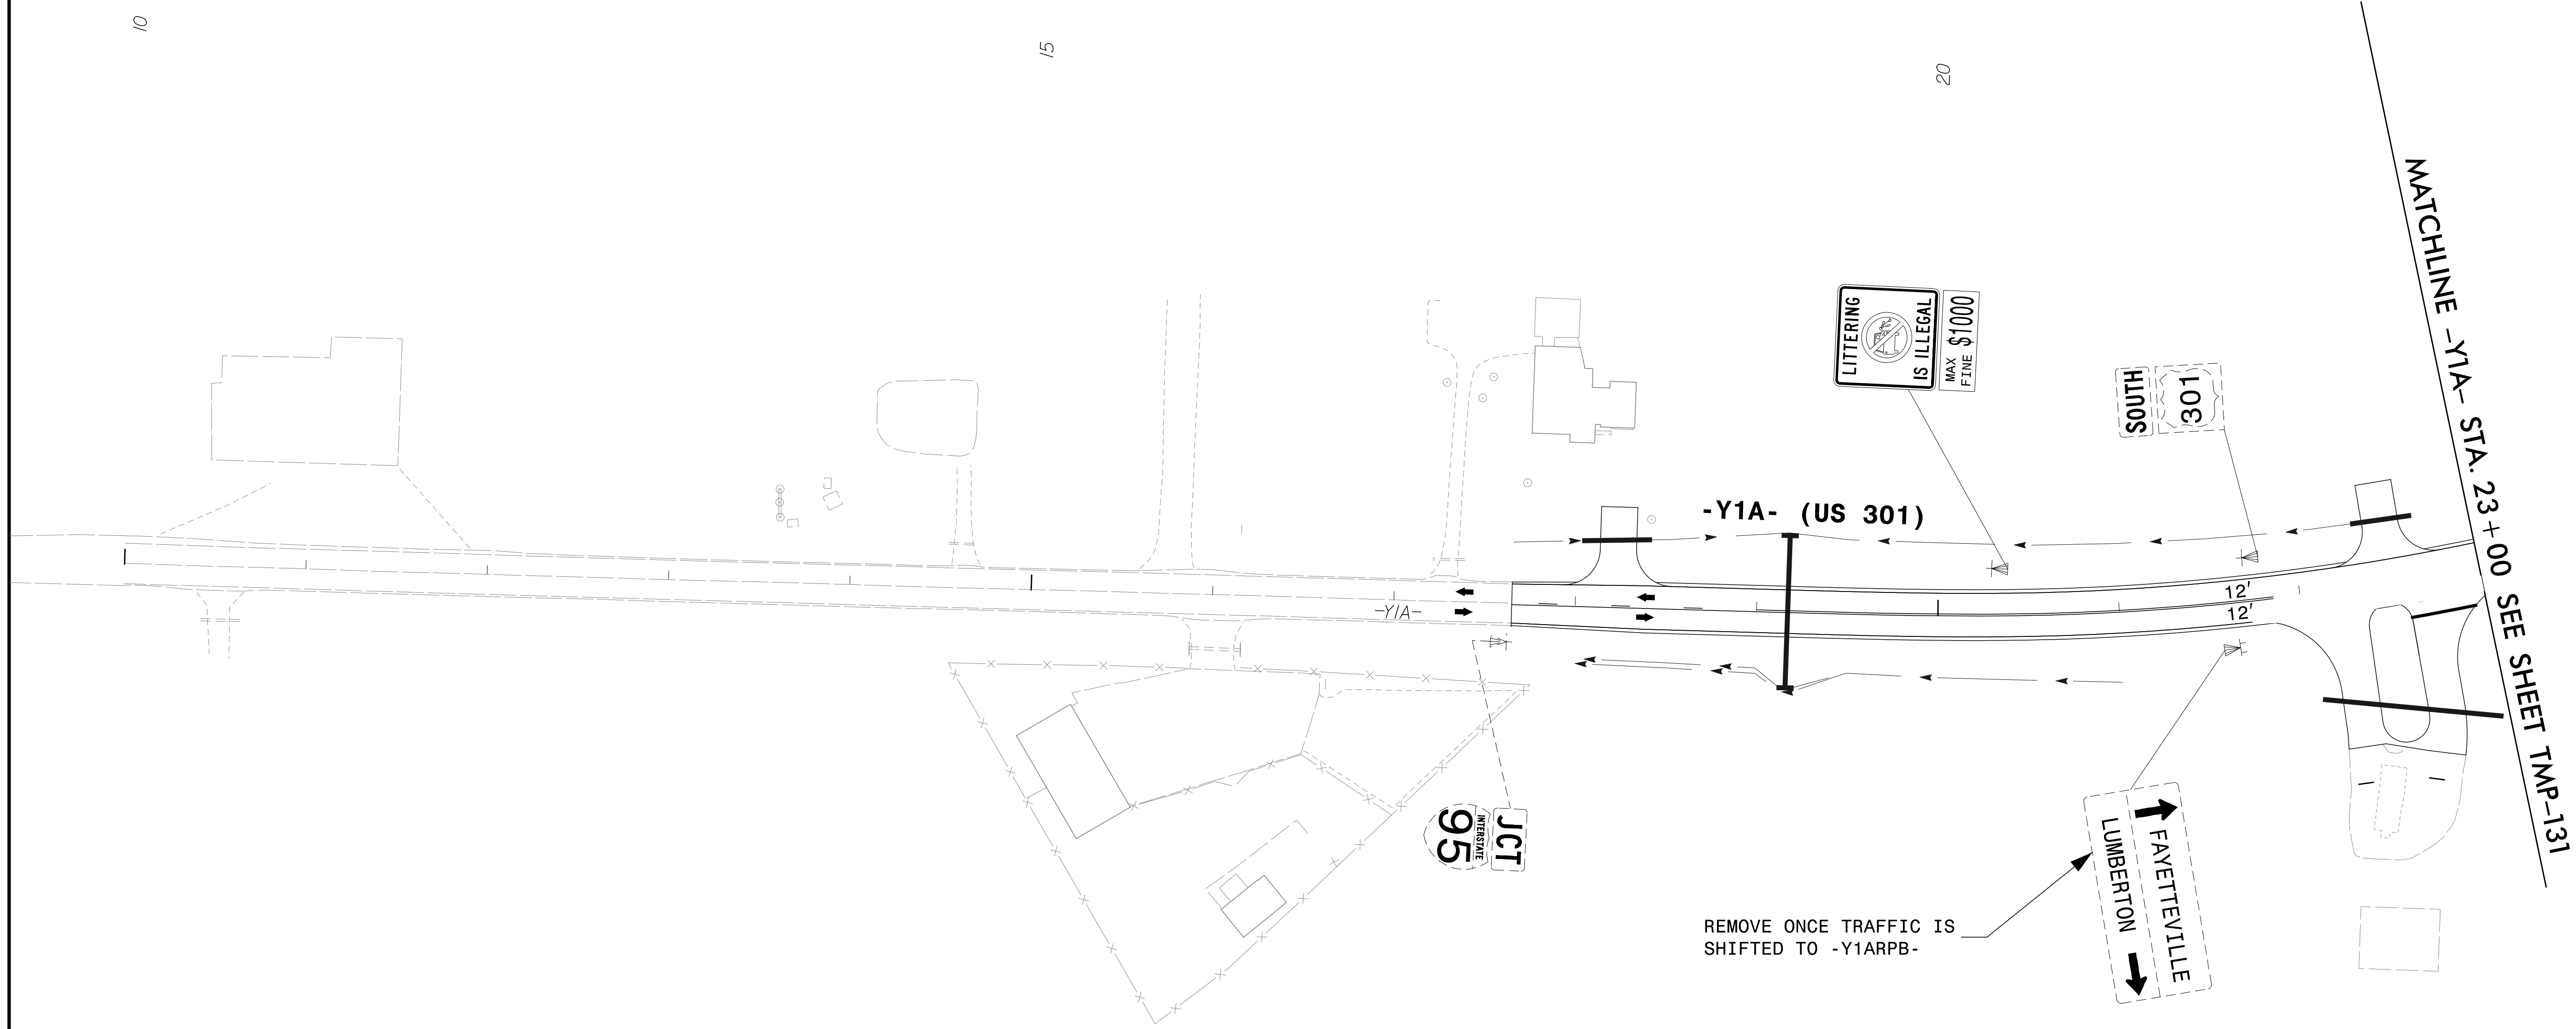 10
15
20
MATCHLINE -Y1A- STA. 23+00 SEE SHEET TMP-131
LITTERING
IS ILLEGAL
MAX
FINE $1000
SOUTH
301
-Y1A- (US 301)
12'
12'
-Y1A-
JCT
INTERSTATE
95
FAYETTEVILLE
LUMBERTON
REMOVE ONCE TRAFFIC IS
SHIFTED TO -Y1ARPB-